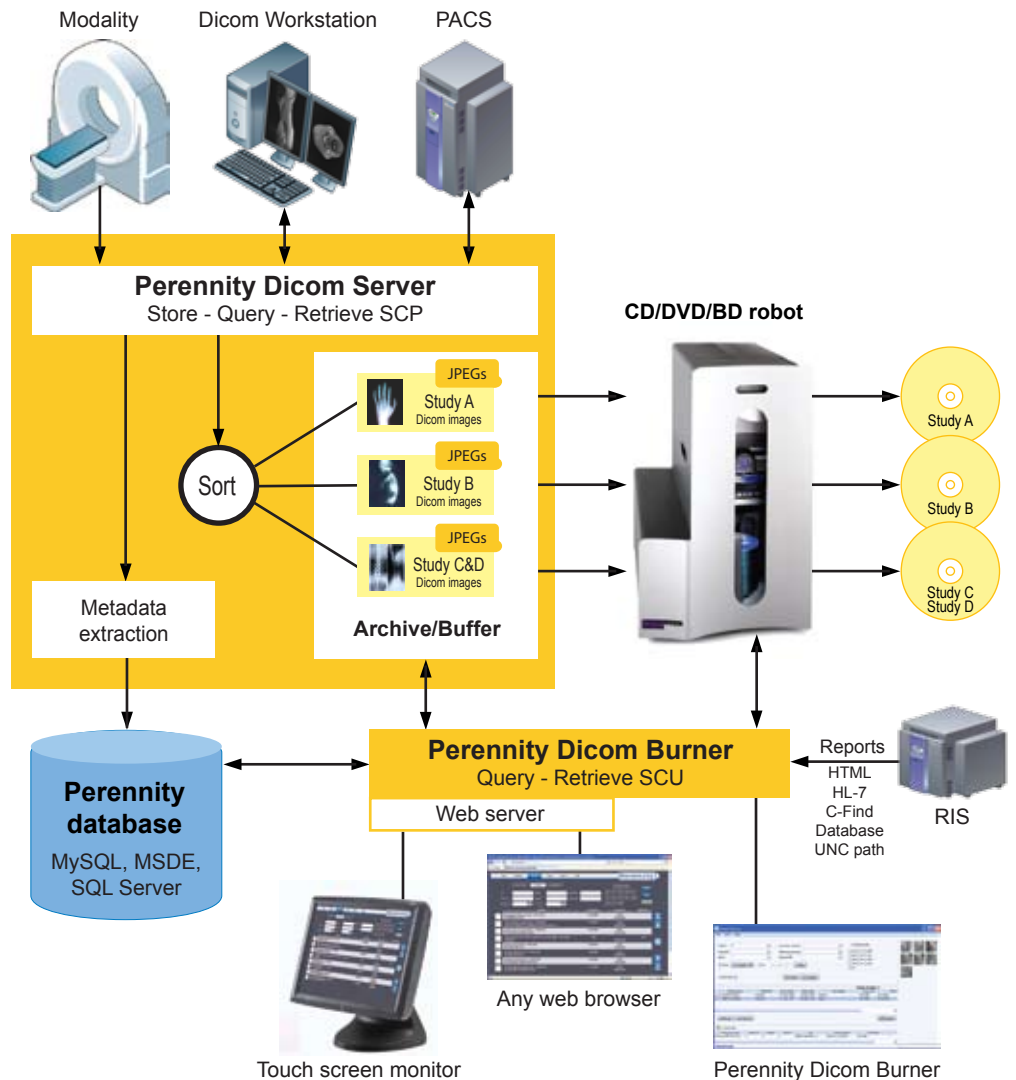 Modality
Dicom Workstation
PACS
Perennity Dicom Server
Store - Query - Retrieve SCP
CD/DVD/BD robot
JPEGs
Study A
Dicom images
Study A
Sort
JPEGs
Study B
Dicom images
Study B
JPEGs
Study C&D
Dicom images
Study C
Study D
Metadata
extraction
Archive/Buffer
Perennity Dicom Burner
Query - Retrieve SCU
Web server
Reports
HTML
HL-7
C-Find
Database
UNC path
RIS
Perennity
database
MySQL, MSDE,
SQL Server
Any web browser
Touch screen monitor
Perennity Dicom Burner